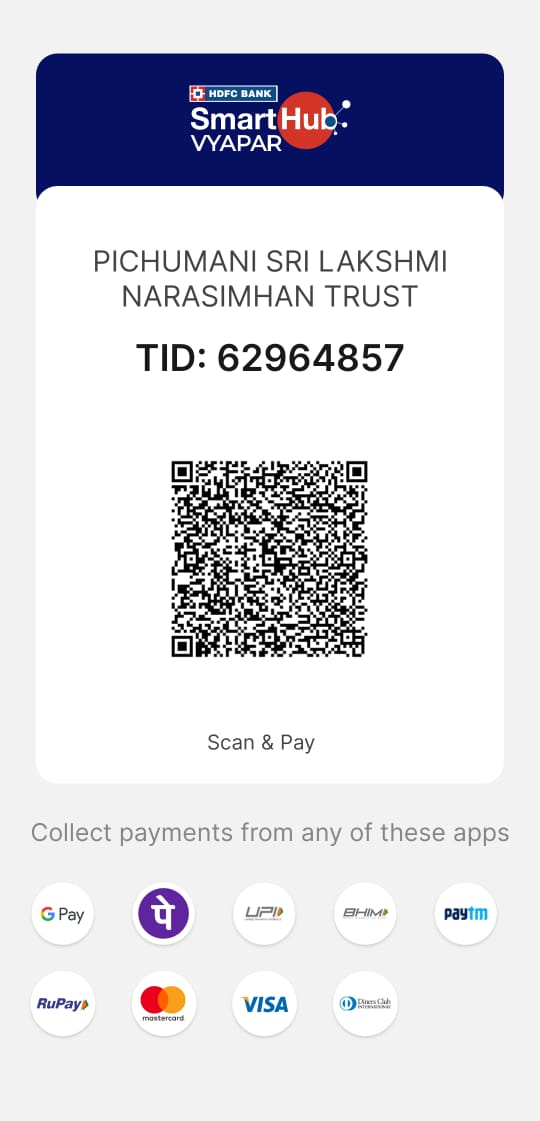 HDFC BANK
SmartHub
VYAPAR
PICHUMANI SRI LAKSHMI
NARASIMHAN TRUST
TID: 62964857
Scan & Pay
Collect payments from any of these apps
G Pay
पे
UPI
BHIM
paytm
RuPay
mastercard
VISA
Diners Club
INTERNATIONAL